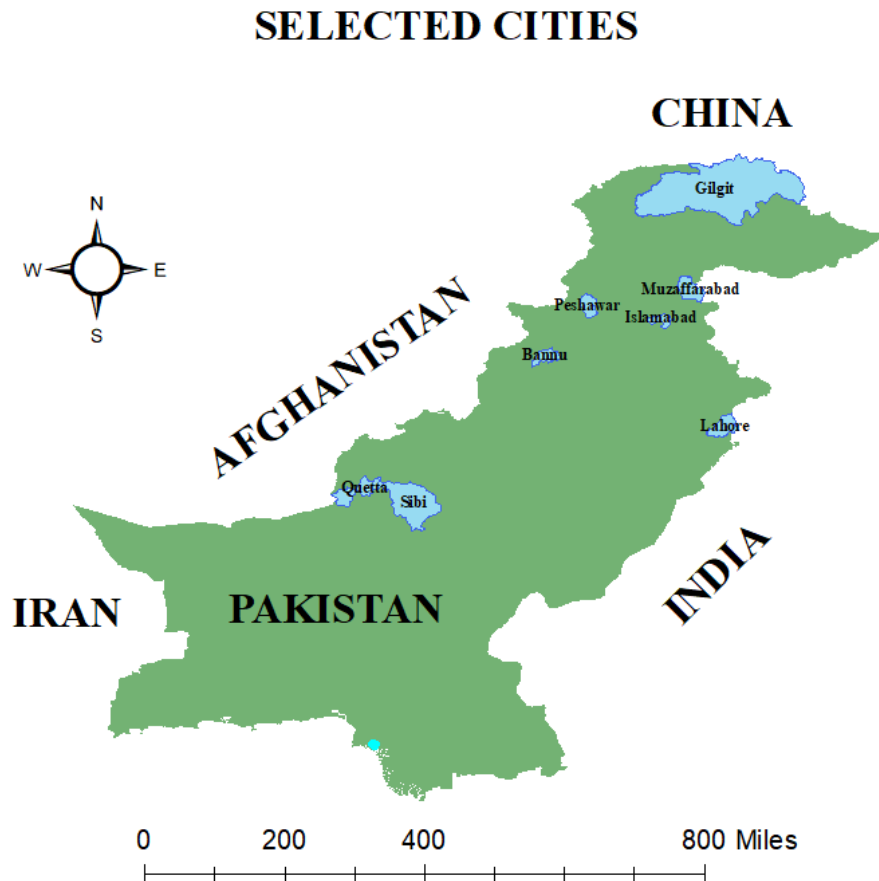 SELECTED CITIES
CHINA
Gilgit
N
W E
S
Muzaffarabad
Peshawar
Islamabad
AFGHANISTAN
Bannu
Lahore
Quetta
Sibi
INDIA
IRAN
PAKISTAN
0 200 400 800 Miles